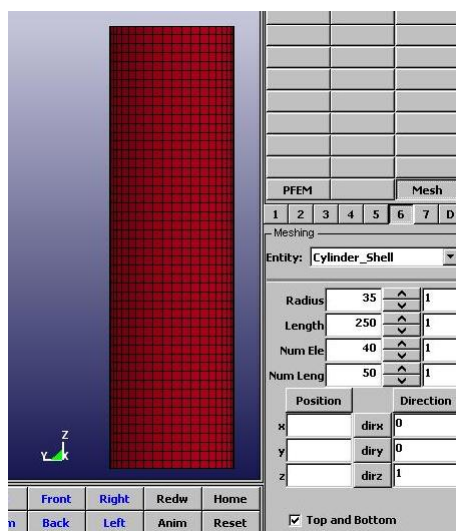 PFEM Mesh
1 2 3 4 5 6 7 D
Meshing
Entity: Cylinder_Shell
Radius 35 1
Length 250 1
Num Ele 40 1
Num Leng 50 1
Position Direction
x dirx 0
y diry 0
z dirz 1
Top and Bottom
Z
Y X
Front Right Redw Home
m Back Left Anim Reset